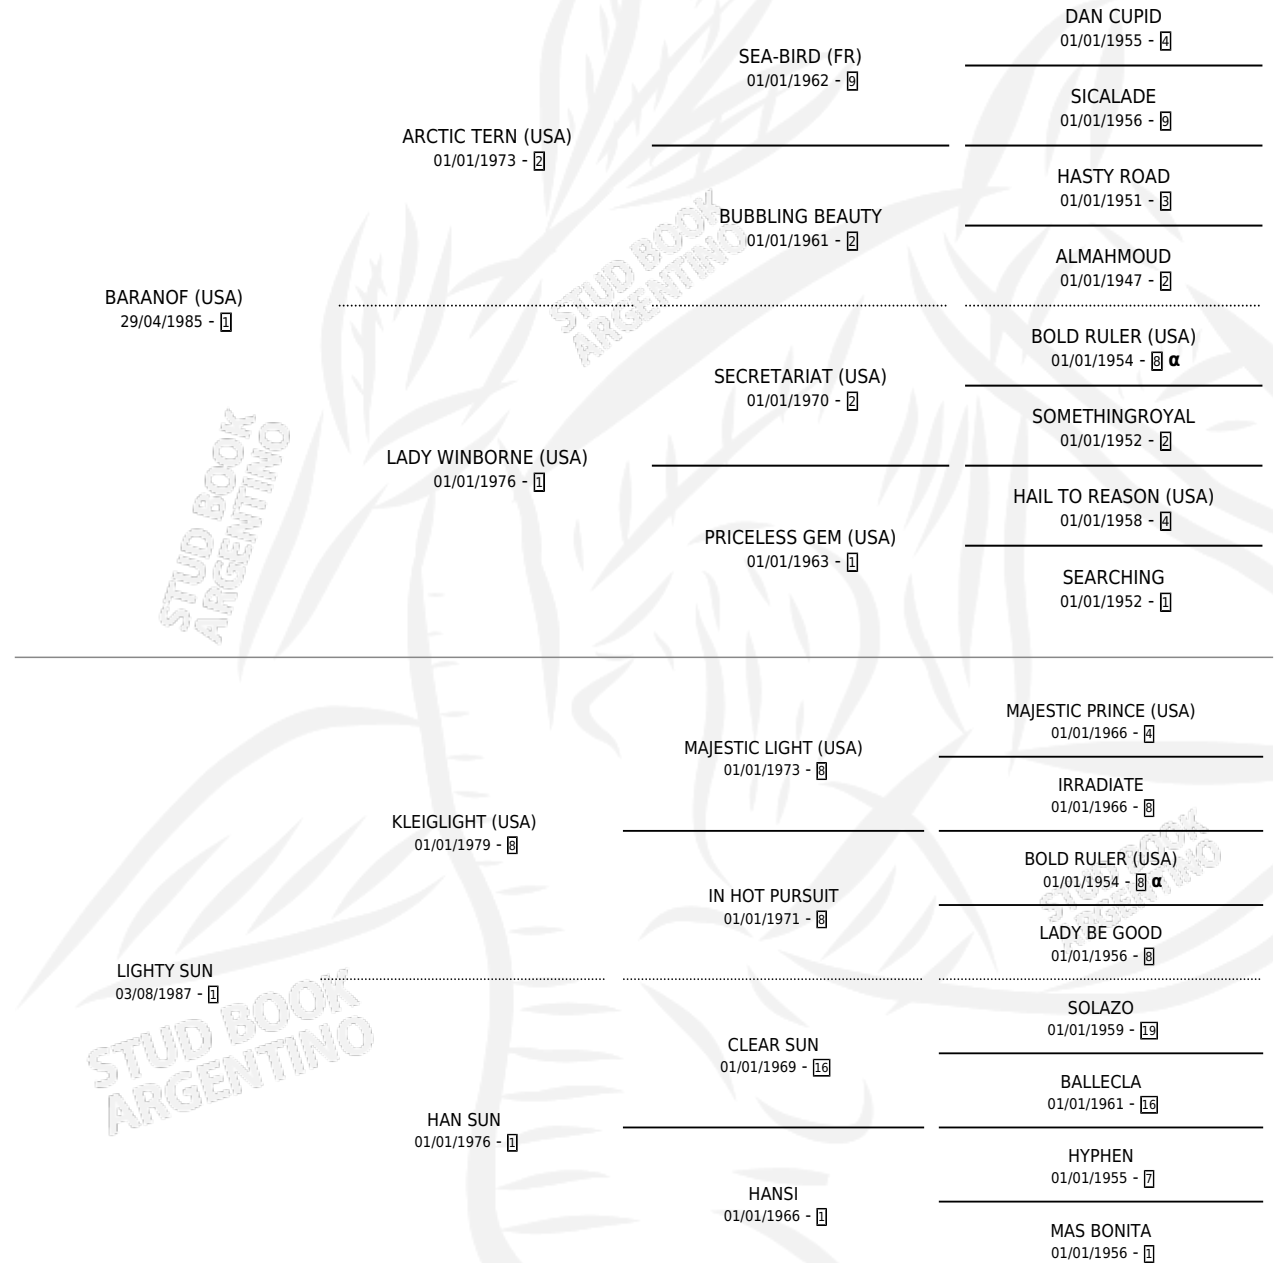 DAN CUPID
01/01/1955 - 4
SEA-BIRD (FR)
01/01/1962 - 9
SICALADE
01/01/1956 - 9
ARCTIC TERN (USA)
01/01/1973 - 2
HASTY ROAD
01/01/1951 - 3
BUBBLING BEAUTY
01/01/1961 - 2
ALMAHMOUD
01/01/1947 - 2
BARANOF (USA)
29/04/1985 - 1
BOLD RULER (USA)
01/01/1954 - 8 α
SECRETARIAT (USA)
01/01/1970 - 2
SOMETHINGROYAL
01/01/1952 - 2
LADY WINBORNE (USA)
01/01/1976 - 1
HAIL TO REASON (USA)
01/01/1958 - 4
PRICELESS GEM (USA)
01/01/1963 - 1
SEARCHING
01/01/1952 - 1
MAJESTIC PRINCE (USA)
01/01/1966 - 4
MAJESTIC LIGHT (USA)
01/01/1973 - 8
IRRADIATE
01/01/1966 - 8
KLEIGLIGHT (USA)
01/01/1979 - 8
BOLD RULER (USA)
01/01/1954 - 8 α
IN HOT PURSUIT
01/01/1971 - 8
LADY BE GOOD
01/01/1956 - 8
LIGHTY SUN
03/08/1987 - 1
SOLAZO
01/01/1959 - 19
CLEAR SUN
01/01/1969 - 16
BALLECLA
01/01/1961 - 16
HAN SUN
01/01/1976 - 1
HYPHEN
01/01/1955 - 7
HANSI
01/01/1966 - 1
MAS BONITA
01/01/1956 - 1
STUD BOOK
ARGENTINO
STUD BOOK
ARGENTINO
STUD BOOK
ARGENTINO
STUD BOOK
ARGENTINO